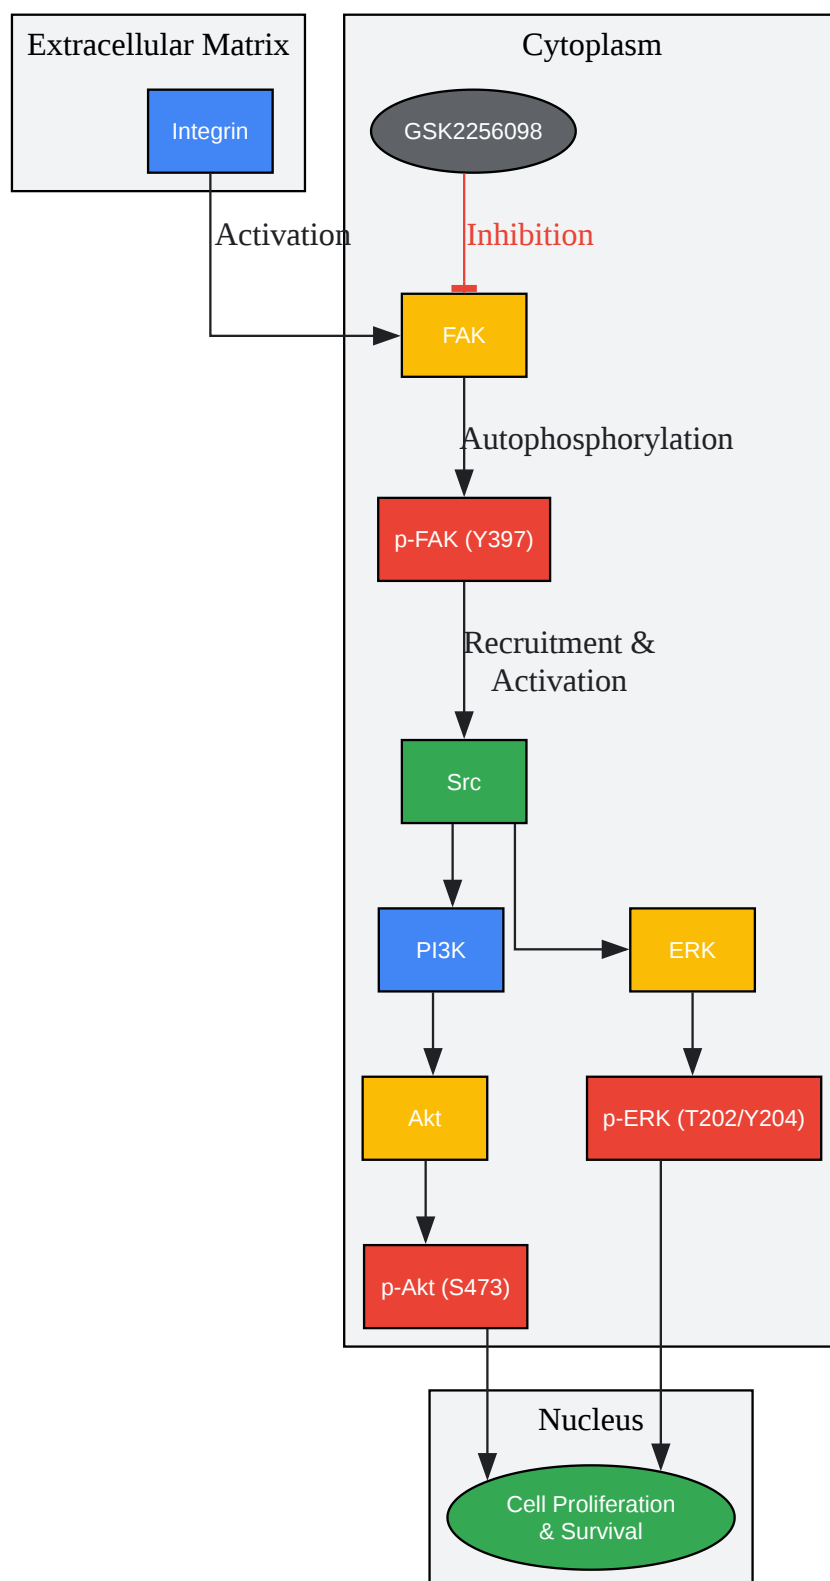 Extracellular Matrix
Cytoplasm
Integrin
GSK2256098
Activation
Inhibition
FAK
Autophosphorylation
p-FAK (Y397)
Recruitment &
Activation
Src
PI3K
ERK
Akt
p-ERK (T202/Y204)
p-Akt (S473)
Nucleus
Cell Proliferation
& Survival